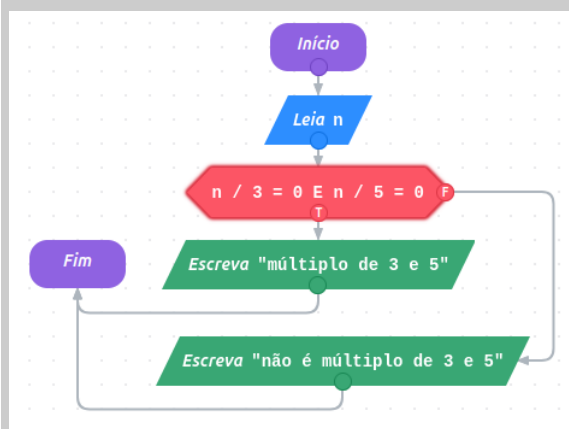 Início
Leia n
n / 3 = 0 E n / 5 = 0
F
T
Escreva "múltiplo de 3 e 5"
Fim
Escreva "não é múltiplo de 3 e 5"